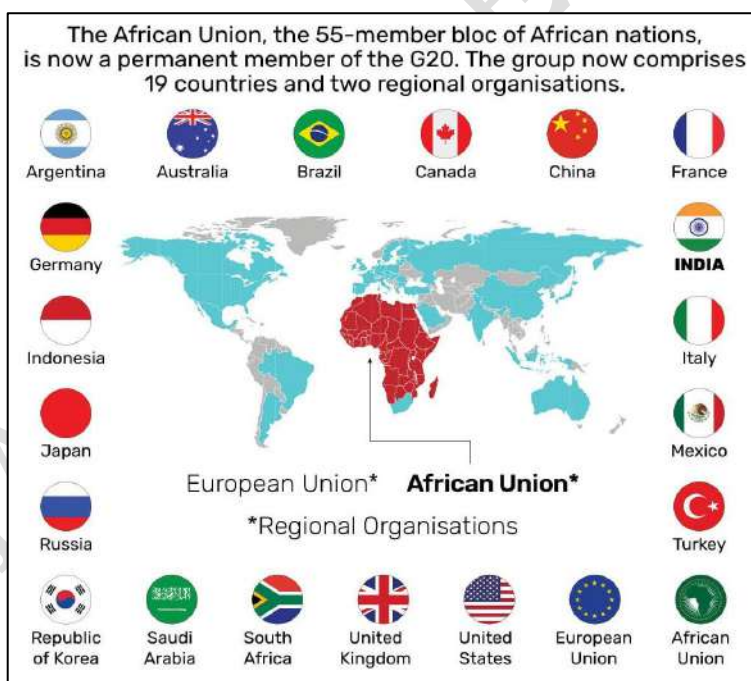 The African Union, the 55-member bloc of African nations,
is now a permanent member of the G20. The group now comprises
19 countries and two regional organisations.
Argentina
Australia
Brazil
Canada
China
France
Germany
INDIA
Indonesia
Italy
Japan
Mexico
European Union* African Union*
*Regional Organisations
Russia
Turkey
Republic
of Korea
Saudi
Arabia
South
Africa
United
Kingdom
United
States
European
Union
African
Union